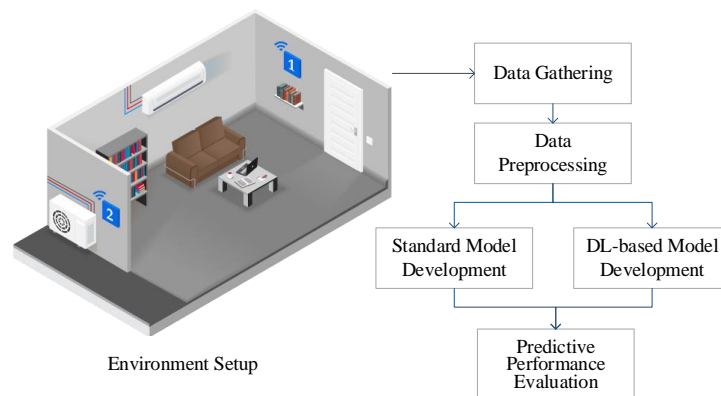 1
2
Environment Setup
Data Gathering
Data
Preprocessing
Standard Model
Development
DL-based Model
Development
Predictive
Performance
Evaluation